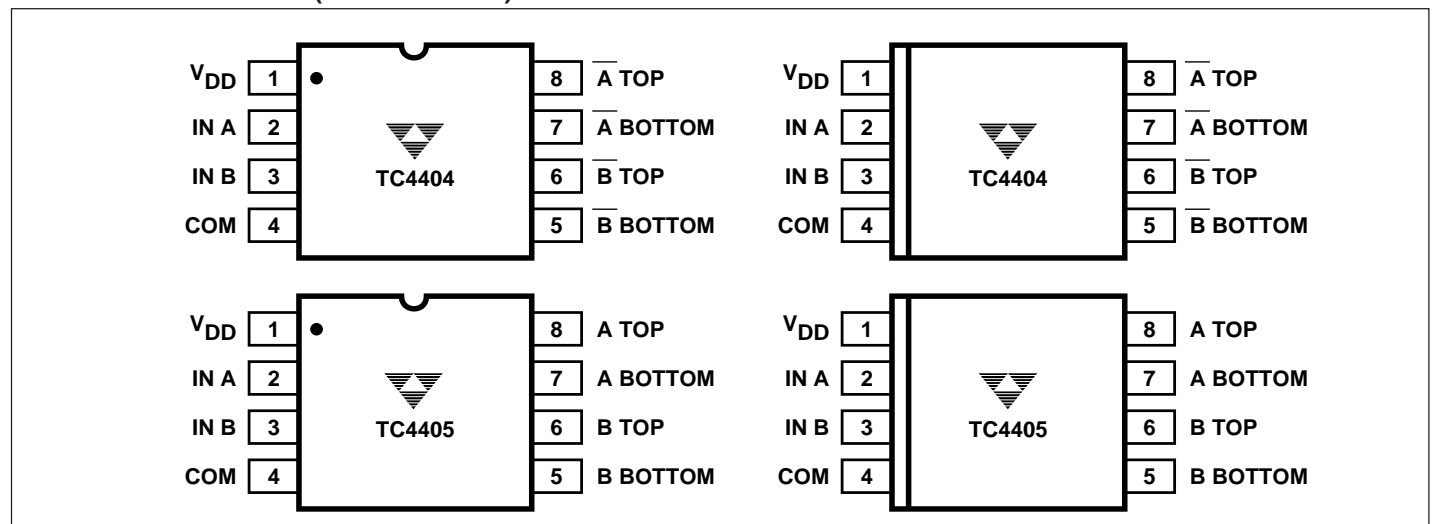 V_DD 1 8 A̅ TOP
IN A 2 7 A̅ BOTTOM
IN B 3 6 B̅ TOP
COM 4 5 B̅ BOTTOM
TC4404
V_DD 1 8 A̅ TOP
IN A 2 7 A̅ BOTTOM
IN B 3 6 B̅ TOP
COM 4 5 B̅ BOTTOM
TC4404
V_DD 1 8 A TOP
IN A 2 7 A BOTTOM
IN B 3 6 B TOP
COM 4 5 B BOTTOM
TC4405
V_DD 1 8 A TOP
IN A 2 7 A BOTTOM
IN B 3 6 B TOP
COM 4 5 B BOTTOM
TC4405